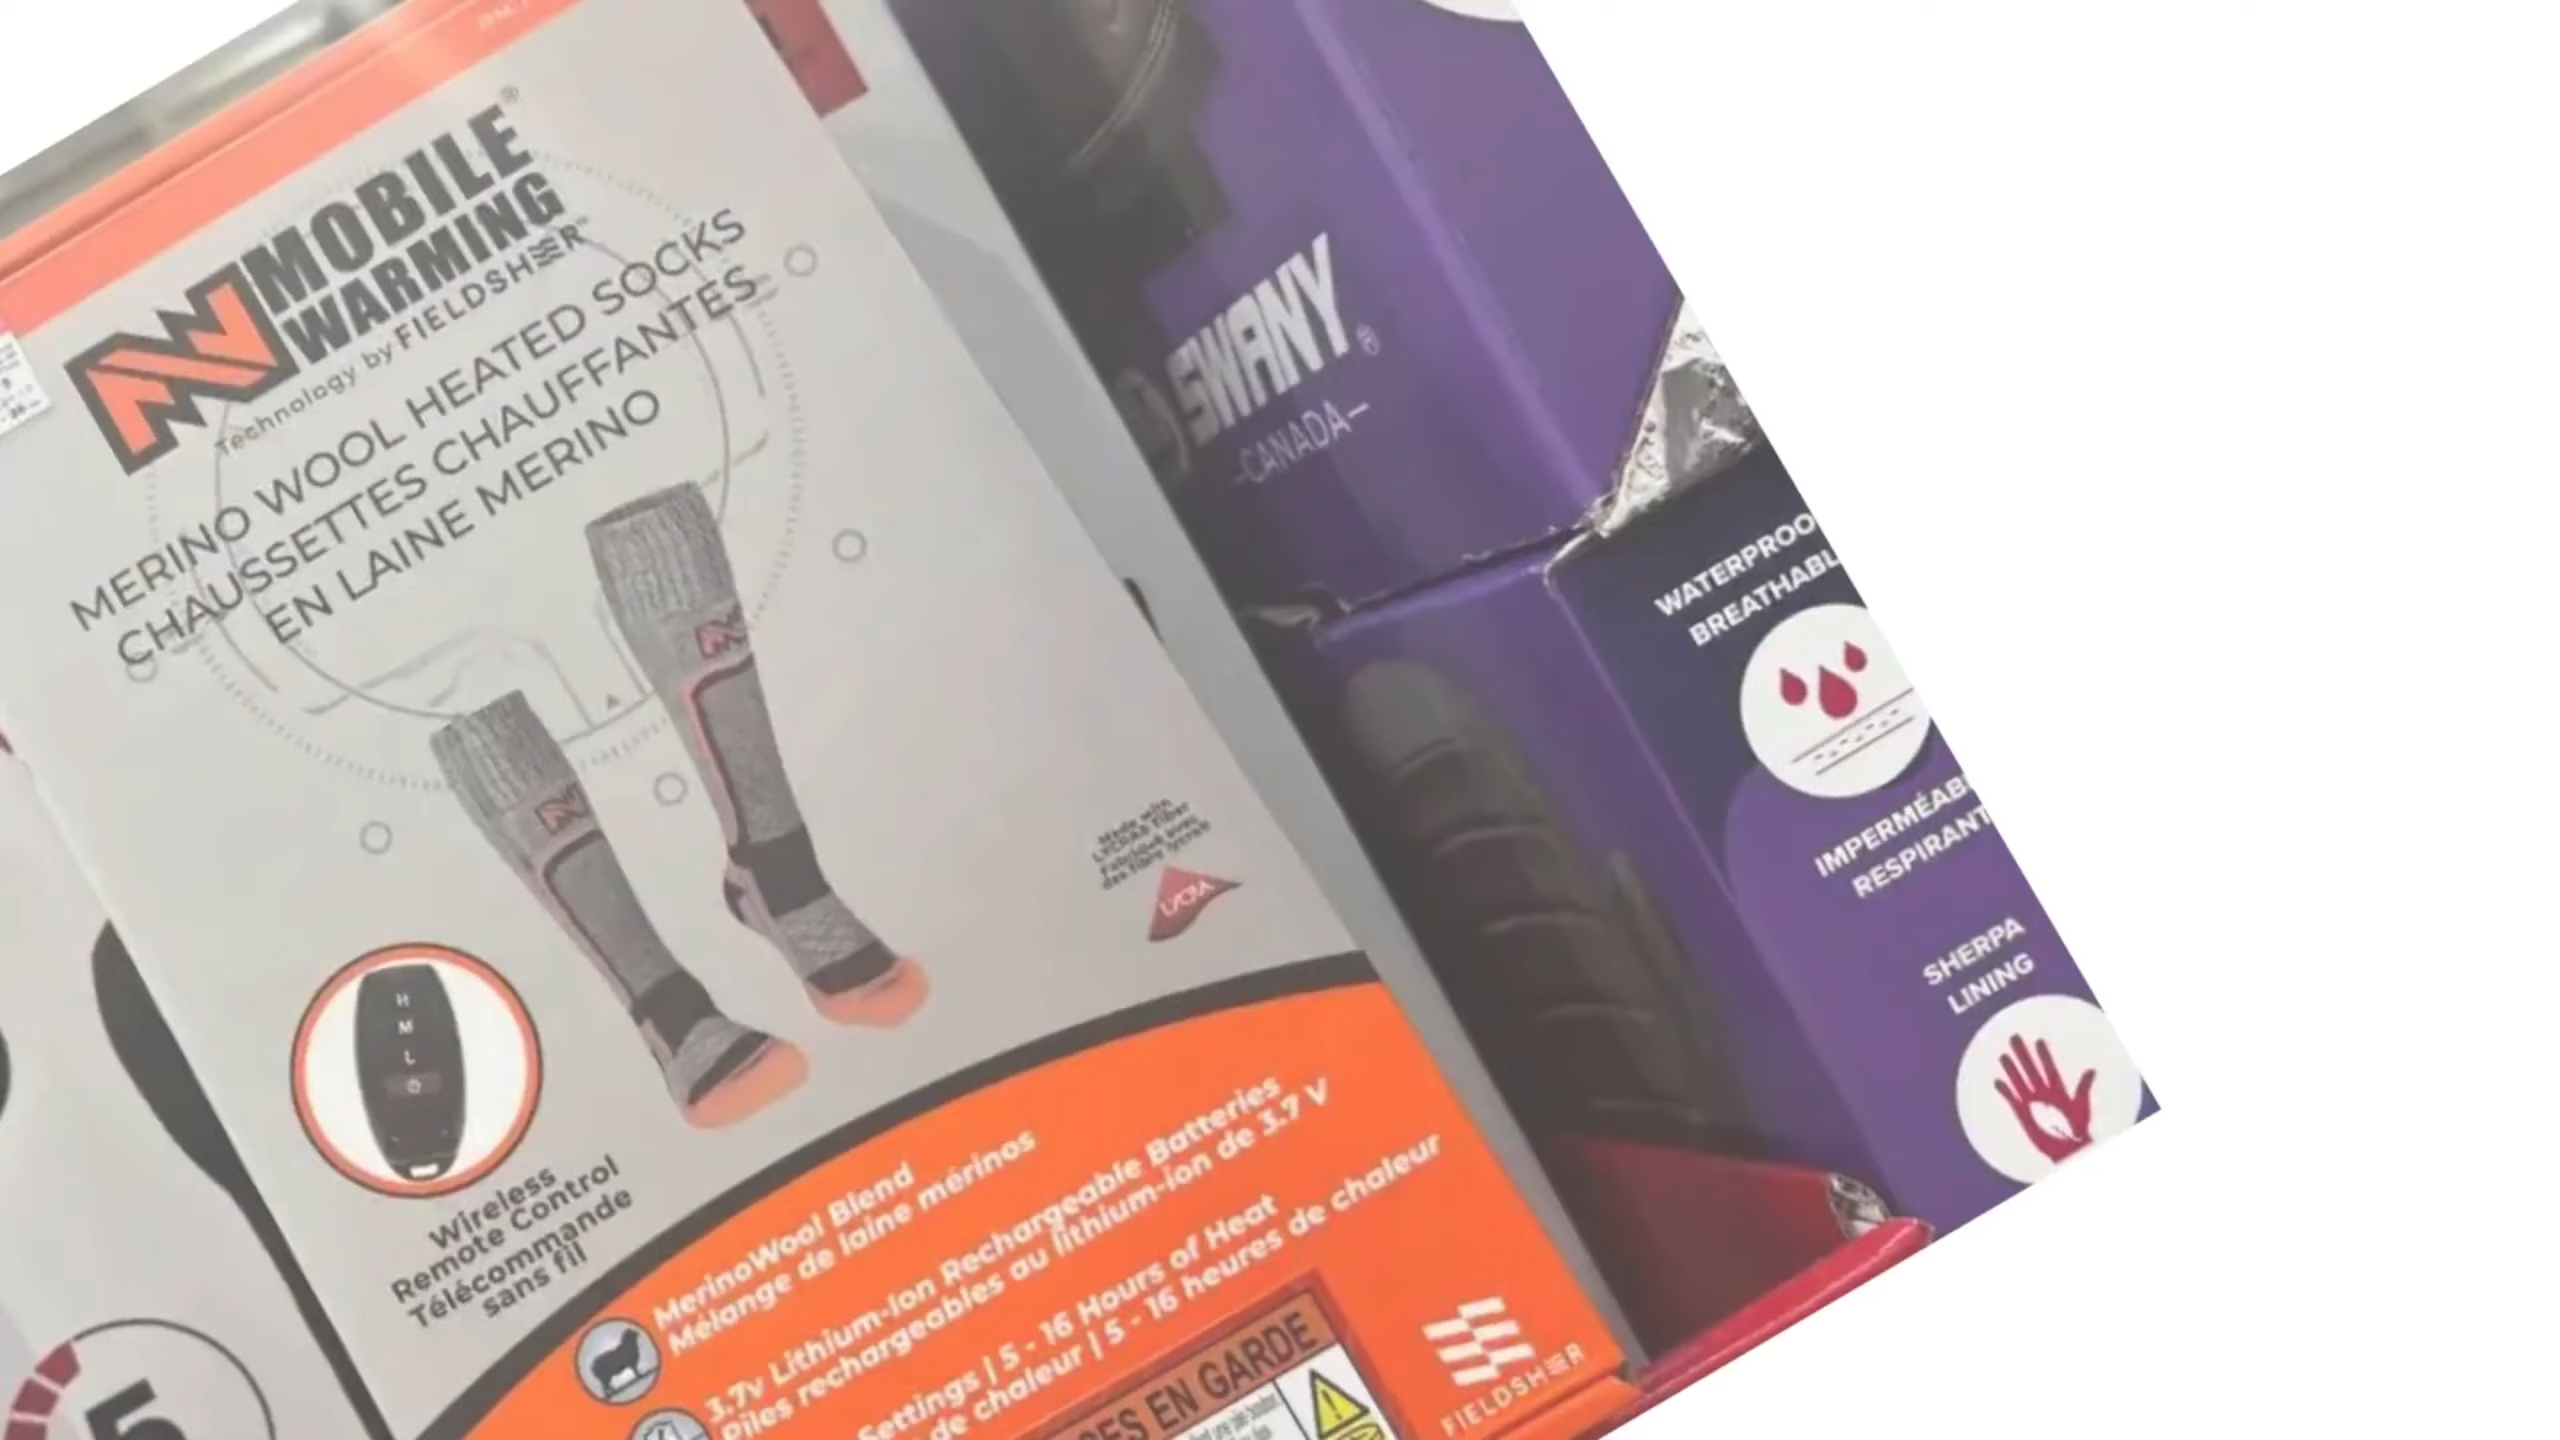 MOBILE®
WARMING
Technology by FIELDSHEER™
MERINO WOOL HEATED SOCKS
CHAUSSETTES CHAUFFANTES
EN LAINE MERINO
Made with
LYCRA® Fiber
Fabriqué avec
des fibre lycra®
LYCRA
H
M
L
Wireless
Remote Control
Télécommande
sans fil
MerinoWool Blend
Mélange de laine mérinos
3.7v Lithium-Ion Rechargeable Batteries
Piles rechargeables au lithium-ion de 3.7 V
Settings | 5 - 16 Hours of Heat
de chaleur | 5 - 16 heures de chaleur
EN GARDE
FIELDSHEER
5
SWANY®
-CANADA-
WATERPROO
BREATHABL
IMPERMÉAB
RESPIRANT
SHERPA
LINING